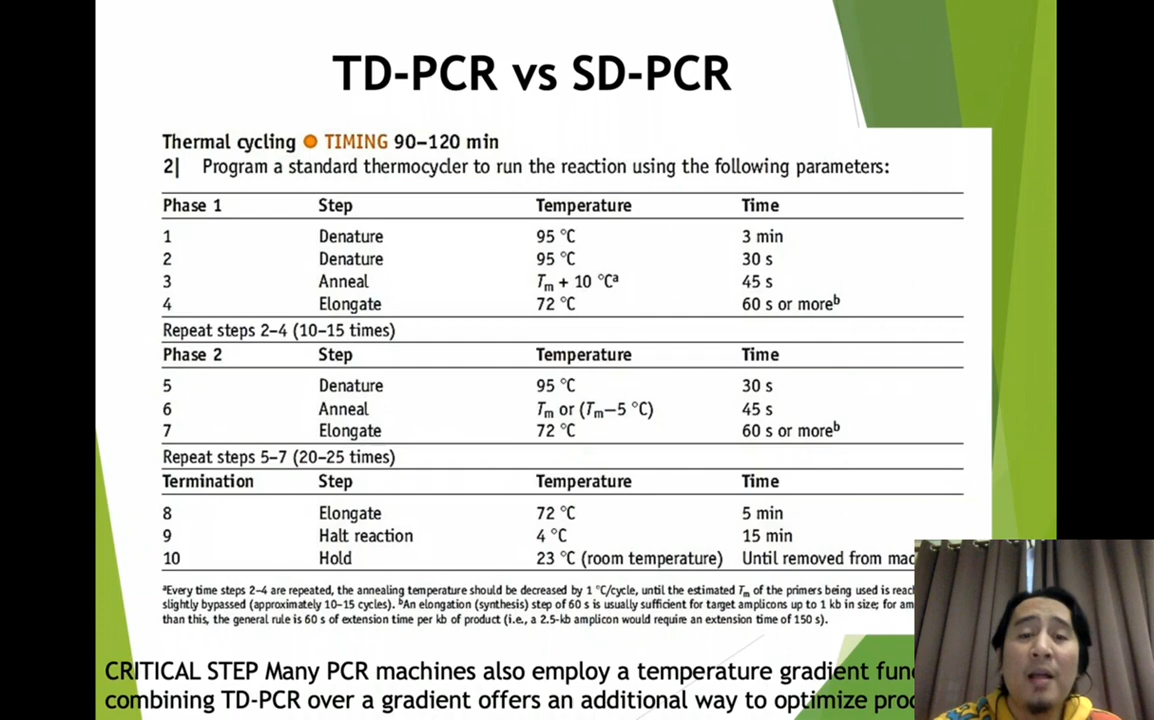 TD-PCR vs SD-PCR
Thermal cycling ● TIMING 90–120 min
2| Program a standard thermocycler to run the reaction using the following parameters:
Phase 1 Step Temperature Time
1 Denature 95 °C 3 min
2 Denature 95 °C 30 s
3 Anneal Tm + 10 °Cᵃ 45 s
4 Elongate 72 °C 60 s or moreᵇ
Repeat steps 2–4 (10–15 times)
Phase 2 Step Temperature Time
5 Denature 95 °C 30 s
6 Anneal Tm or (Tm–5 °C) 45 s
7 Elongate 72 °C 60 s or moreᵇ
Repeat steps 5–7 (20–25 times)
Termination Step Temperature Time
8 Elongate 72 °C 5 min
9 Halt reaction 4 °C 15 min
10 Hold 23 °C (room temperature) Until removed from
ᵃEvery time steps 2–4 are repeated, the annealing temperature should be decreased by 1 °C/cycle, until the estimated Tm of the primers being used is
slightly bypassed (approximately 10–15 cycles). ᵇAn elongation (synthesis) step of 60 s is usually sufficient for target amplicons up to 1 kb in size; for
than this, the general rule is 60 s of extension time per kb of product (i.e., a 2.5-kb amplicon would require an extension time of 150 s).
CRITICAL STEP Many PCR machines also employ a temperature gradient
combining TD-PCR over a gradient offers an additional way to optimize